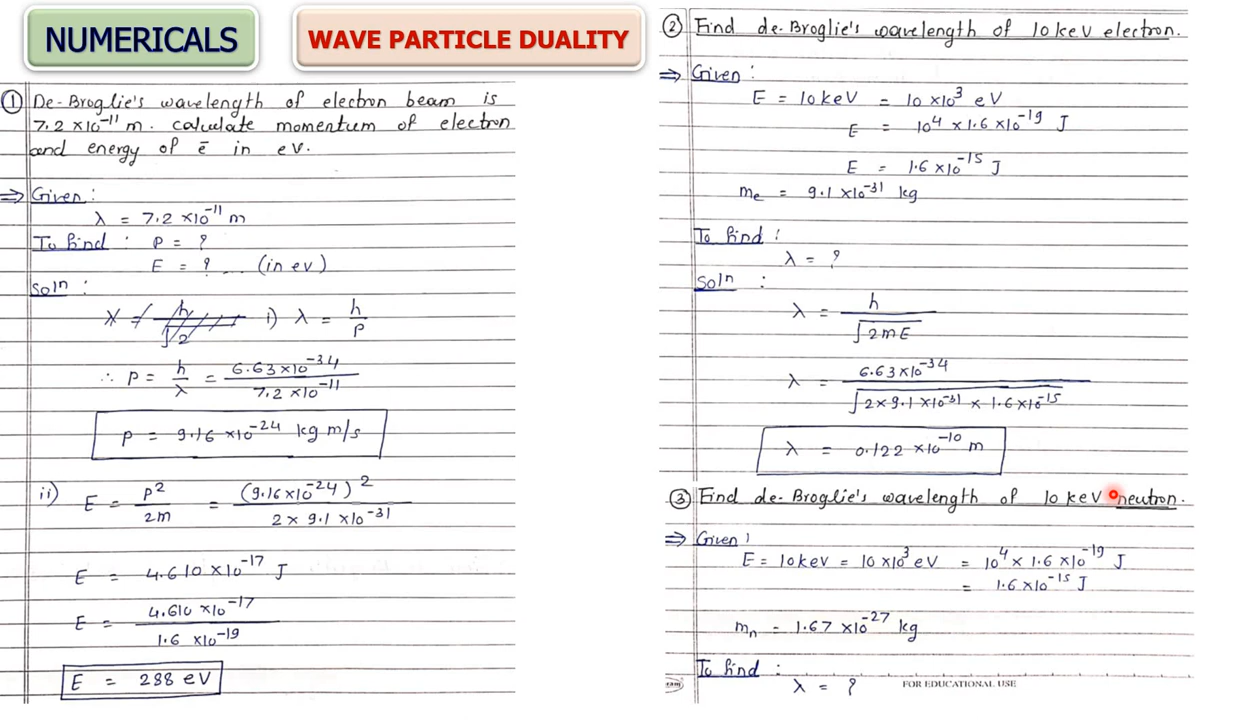 NUMERICALS
WAVE PARTICLE DUALITY
① De-Broglie's wavelength of electron beam is
7.2 ×10⁻¹¹ m. calculate momentum of electron
and energy of ē in eV.
⇒ Given :
λ = 7.2 ×10⁻¹¹ m
To find : P = ?
E = ? ... (in ev)
Soln :
i) λ = h/P
∴ P = h/λ = 6.63×10⁻³⁴ / 7.2 ×10⁻¹¹
P = 9.16 ×10⁻²⁴ kg m/s
ii) E = P²/2m = (9.16×10⁻²⁴)² / 2× 9.1 ×10⁻³¹
E = 4.610 ×10⁻¹⁷ J
E = 4.610 ×10⁻¹⁷ / 1.6 ×10⁻¹⁹
E = 288 eV
② Find de-Broglie's wavelength of 10 keV electron.
⇒ Given :
E = 10 keV = 10 ×10³ eV
E = 10⁴ × 1.6 ×10⁻¹⁹ J
E = 1.6 ×10⁻¹⁵ J
mₑ = 9.1 ×10⁻³¹ kg
To find :
λ = ?
Soln :
λ = h / √2mE
λ = 6.63×10⁻³⁴ / √2×9.1×10⁻³¹ × 1.6×10⁻¹⁵
λ = 0.122 ×10⁻¹⁰ m
③ Find de-Broglie's wavelength of 10 keV neutron.
⇒ Given :
E = 10 keV = 10 ×10³ eV = 10⁴ × 1.6 ×10⁻¹⁹ J
= 1.6 ×10⁻¹⁵ J
mₙ = 1.67 ×10⁻²⁷ kg
To find :
λ = ?
FOR EDUCATIONAL USE